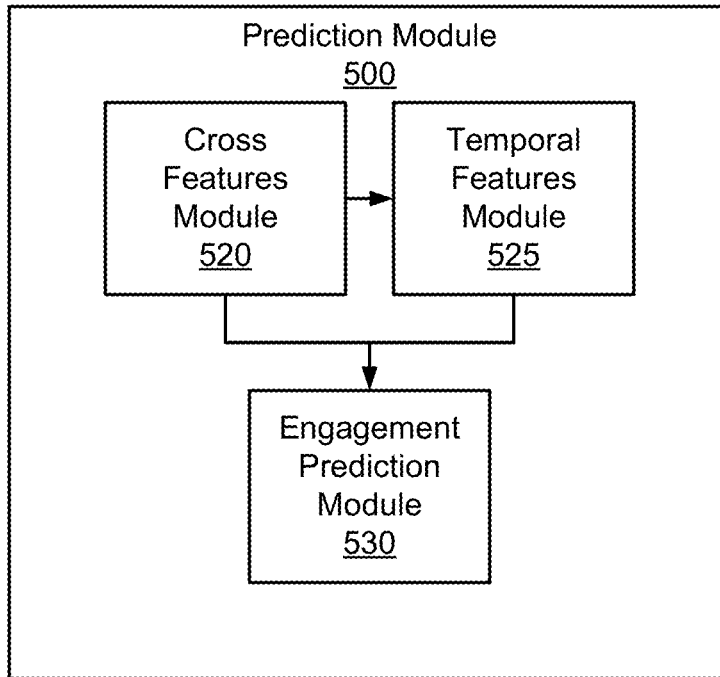 Prediction Module
500
Cross
Features
Module
520
Temporal
Features
Module
525
Engagement
Prediction
Module
530